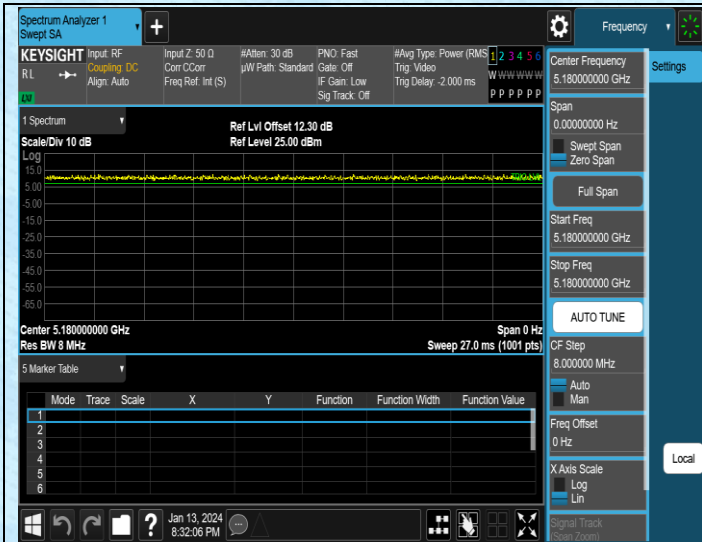 Spectrum Analyzer 1
Swept SA
Frequency
KEYSIGHT
RL
LXI
Input: RF
Coupling: DC
Align: Auto
Input Z: 50 Ω
Corr CCorr
Freq Ref: Int (S)
#Atten: 30 dB
µW Path: Standard
PNO: Fast
Gate: Off
IF Gain: Low
Sig Track: Off
#Avg Type: Power (RMS
Trig: Video
Trig Delay: -2.000 ms
1 2 3 4 5 6
W W W W W W
P P P P P P
1 Spectrum
Scale/Div 10 dB
Ref Lvl Offset 12.30 dB
Ref Level 25.00 dBm
Log
15.0
5.00
-5.00
-15.0
-25.0
-35.0
-45.0
-55.0
-65.0
Center 5.180000000 GHz
Span 0 Hz
Res BW 8 MHz
Sweep 27.0 ms (1001 pts)
5 Marker Table
Mode Trace Scale X Y Function Function Width Function Value
1
2
3
4
5
6
?
Jan 13, 2024
8:32:06 PM
Center Frequency
5.180000000 GHz
Span
0.00000000 Hz
Swept Span
Zero Span
Full Span
Start Freq
5.180000000 GHz
Stop Freq
5.180000000 GHz
AUTO TUNE
CF Step
8.000000 MHz
Auto
Man
Freq Offset
0 Hz
X Axis Scale
Log
Lin
Signal Track
(Span Zoom)
Settings
Local